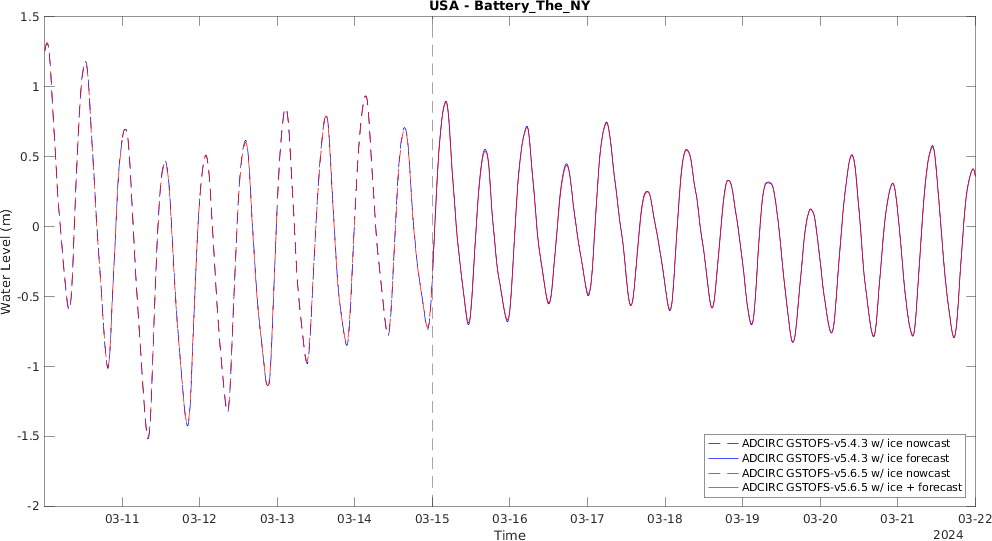 USA - Battery_The_NY
1.5
1
0.5
0
-0.5
-1
-1.5
-2
Water Level (m)
ADCIRC GSTOFS-v5.4.3 w/ ice nowcast
ADCIRC GSTOFS-v5.4.3 w/ ice forecast
ADCIRC GSTOFS-v5.6.5 w/ ice nowcast
ADCIRC GSTOFS-v5.6.5 w/ ice + forecast
03-11 03-12 03-13 03-14 03-15 03-16 03-17 03-18 03-19 03-20 03-21 03-22
Time
2024